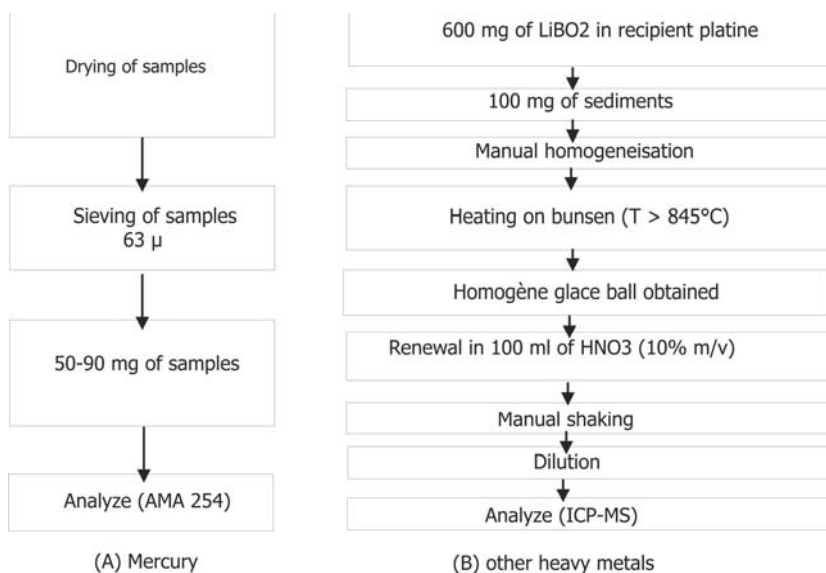 Drying of samples
Sieving of samples
63 µ
50-90 mg of samples
Analyze (AMA 254)
(A) Mercury
600 mg of LiBO2 in recipient platine
100 mg of sediments
Manual homogeneisation
Heating on bunsen (T > 845°C)
Homogène glace ball obtained
Renewal in 100 ml of HNO3 (10% m/v)
Manual shaking
Dilution
Analyze (ICP-MS)
(B) other heavy metals